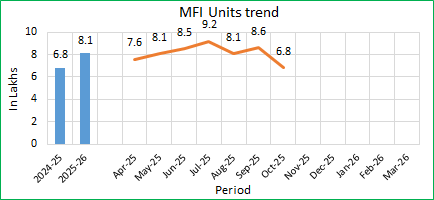 MFI Units trend
In Lakhs
10
8
6
4
2
0
6.8
8.1
7.6
8.1
8.5
9.2
8.1
8.6
6.8
2024-25
2025-26
Apr-25
May-25
Jun-25
Jul-25
Aug-25
Sep-25
Oct-25
Nov-25
Dec-25
Jan-26
Feb-26
Mar-26
Period